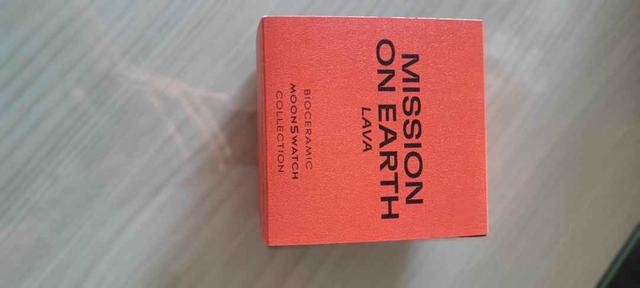 MISSION
ON EARTH
LAVA
BIOCERAMIC
MOONSWATCH
COLLECTION